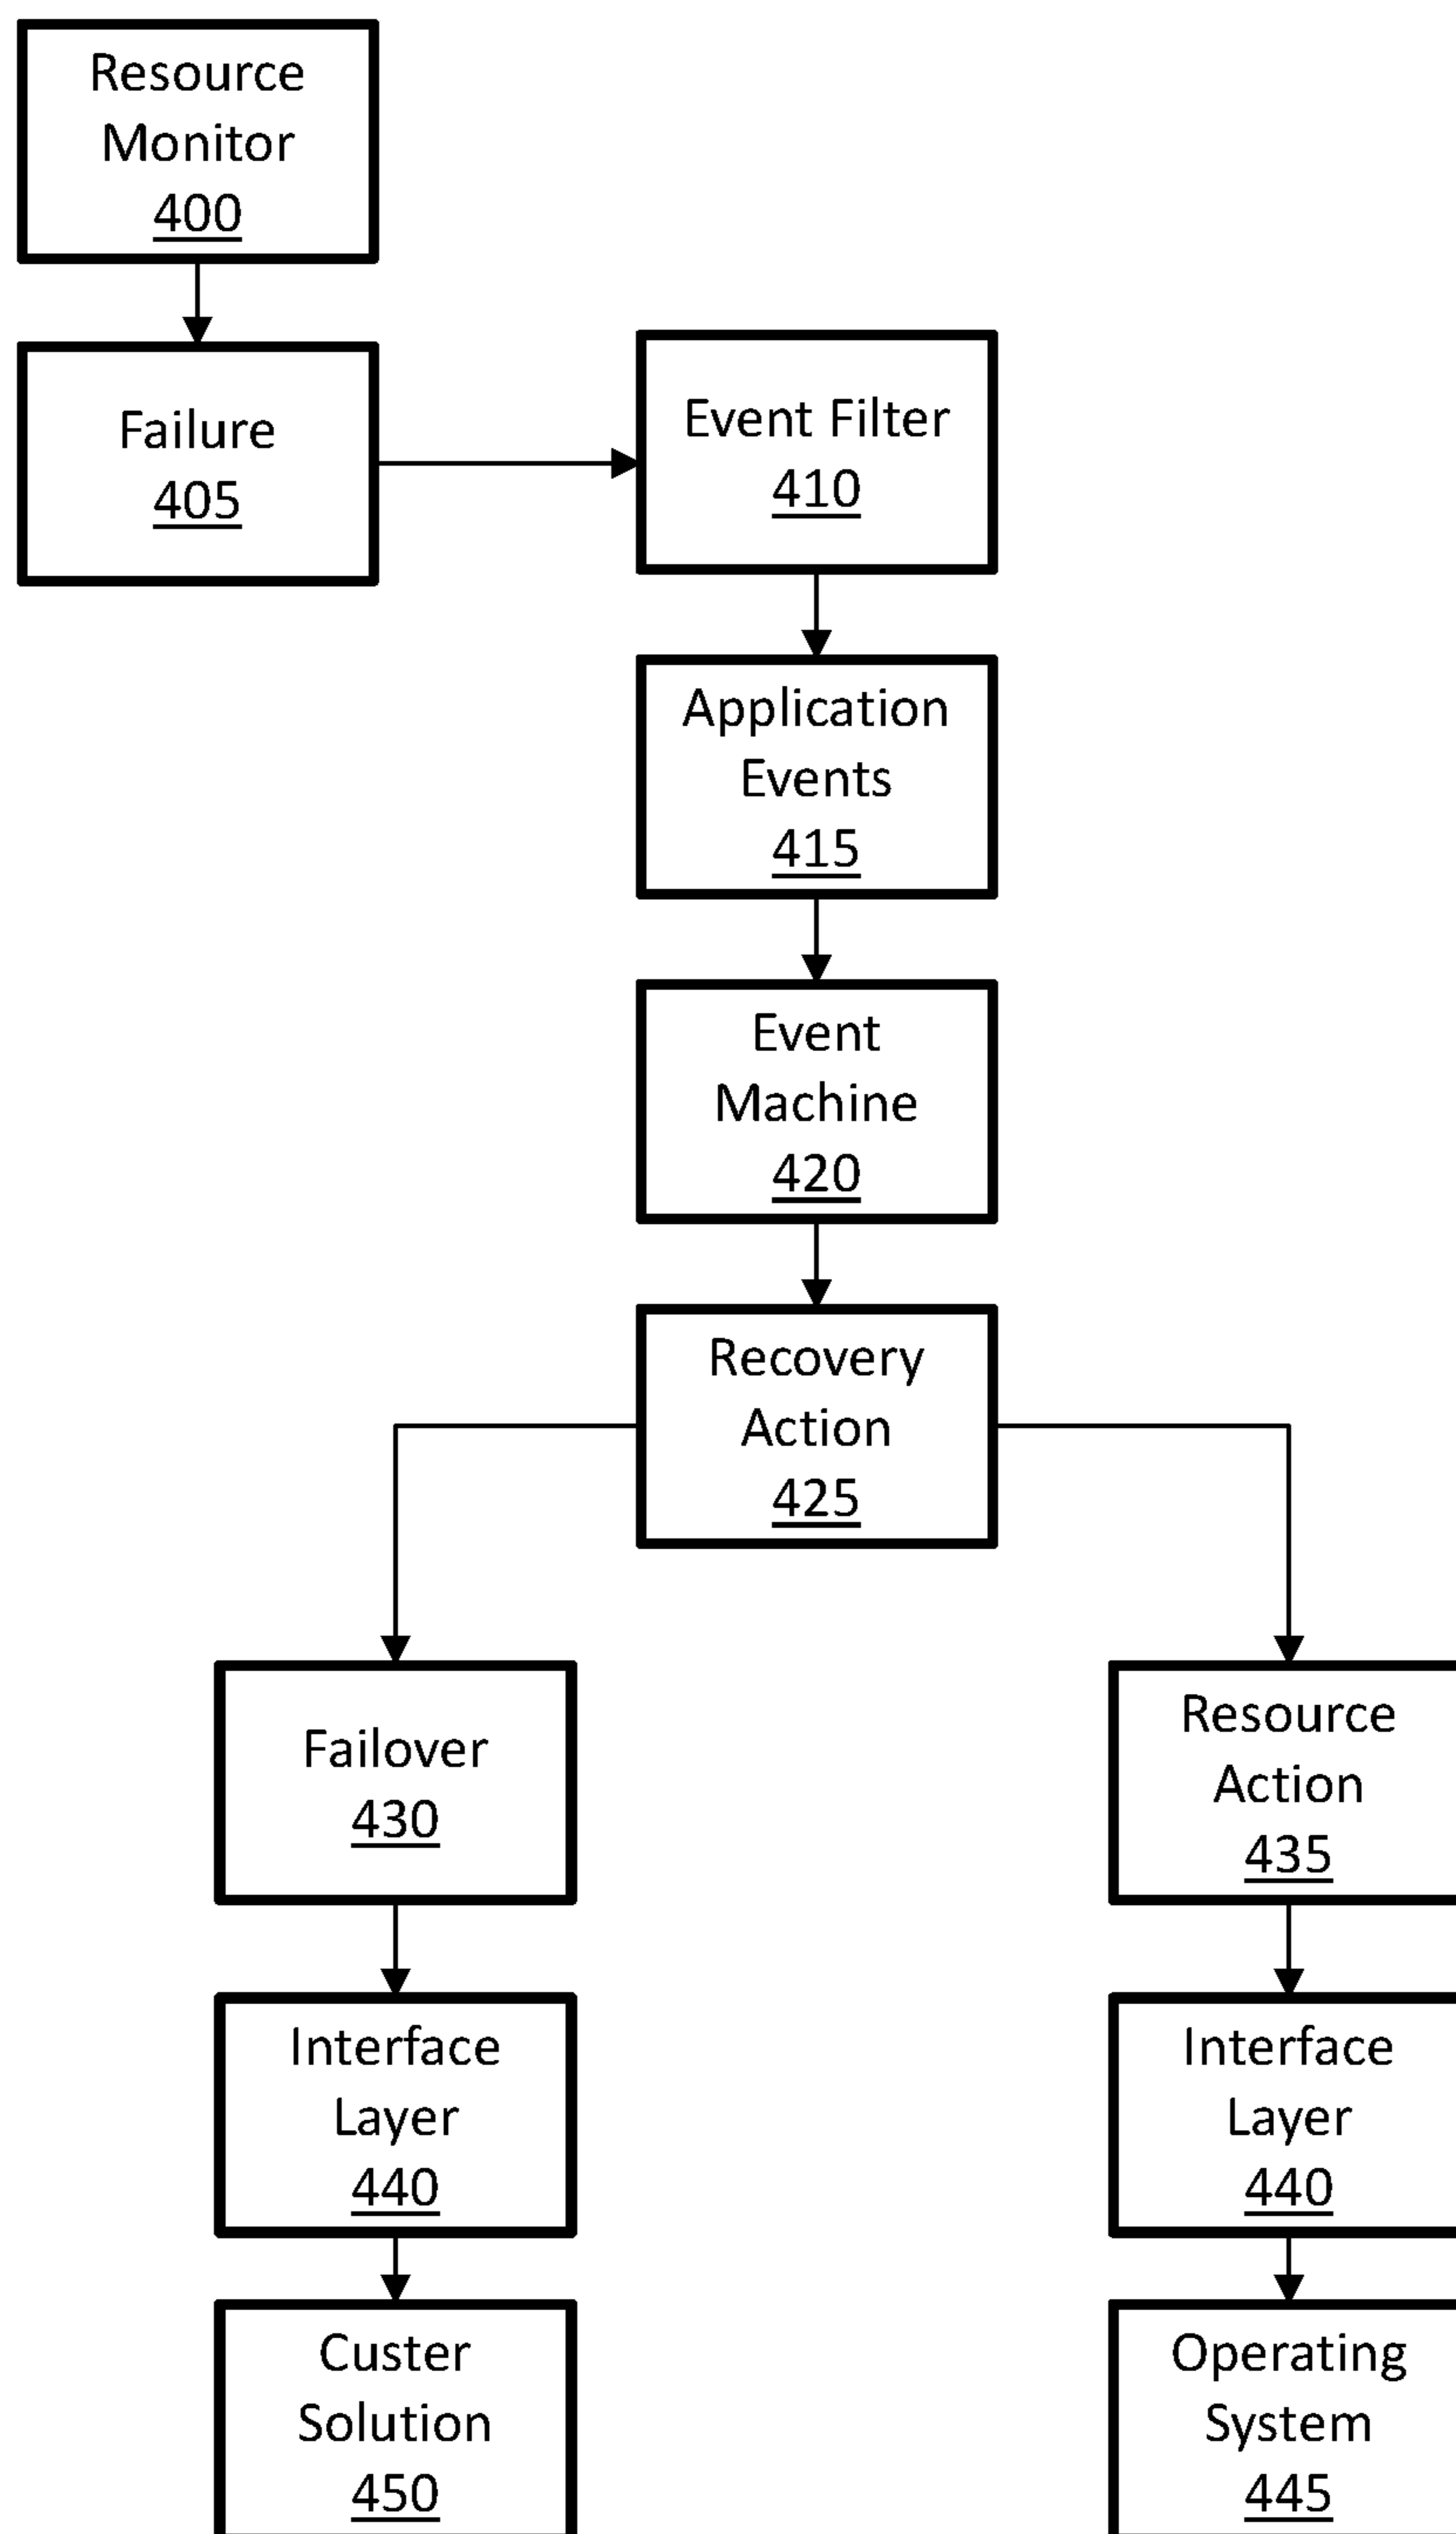 Resource
Monitor
400
Failure
405
Event Filter
410
Application
Events
415
Event
Machine
420
Recovery
Action
425
Failover
430
Resource
Action
435
Interface
Layer
440
Interface
Layer
440
Custer
Solution
450
Operating
System
445